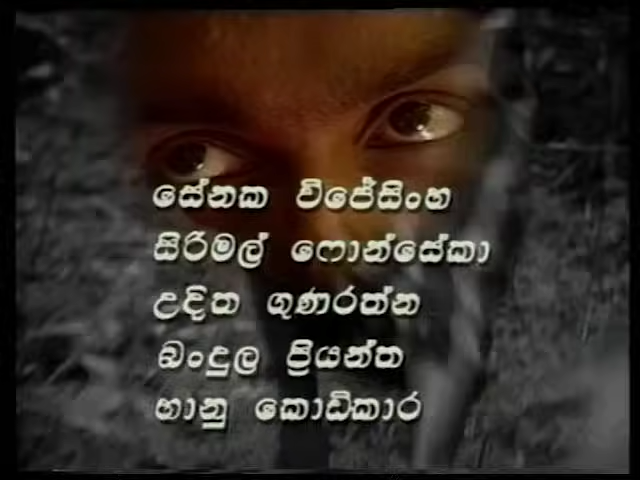 සේනක විජේසිංහ
සිරිමල් ෆොන්සේකා
උදිත ගුණරත්න
බංදුල ප්‍රියන්ත
භානු කොඩිකාර